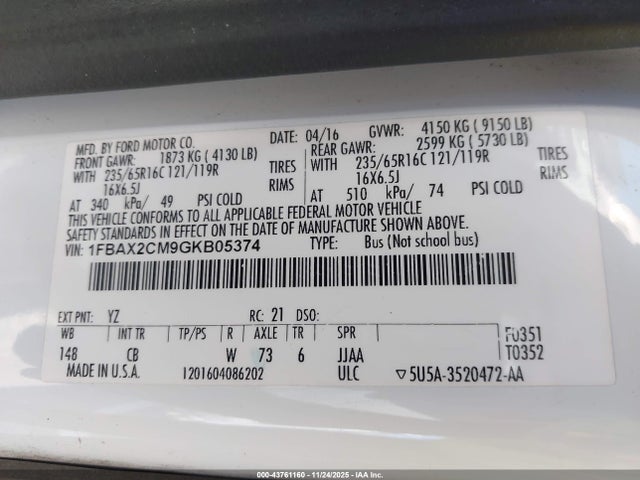 MFD. BY FORD MOTOR CO. DATE: 04/16 GVWR: 4150 KG ( 9150 LB)
FRONT GAWR: 1873 KG ( 4130 LB) REAR GAWR: 2599 KG ( 5730 LB)
WITH 235/65R16C 121/119R TIRES WITH 235/65R16C 121/119R TIRES
16X6.5J RIMS 16X6.5J RIMS
AT 340 kPa/ 49 PSI COLD AT 510 kPa/ 74 PSI COLD
THIS VEHICLE CONFORMS TO ALL APPLICABLE FEDERAL MOTOR VEHICLE
SAFETY STANDARDS IN EFFECT ON THE DATE OF MANUFACTURE SHOWN ABOVE.
VIN: 1FBAX2CM9GKB05374 TYPE: Bus (Not school bus)
EXT PNT: YZ RC: 21 DSO:
WB INT TR TP/PS R AXLE TR SPR F0351
148 CB W 73 6 JJAA T0352
MADE IN U.S.A. 1201604086202 ULC ▽5U5A-3520472-AA
000-43761160 - 11/24/2025 - IAA, Inc.